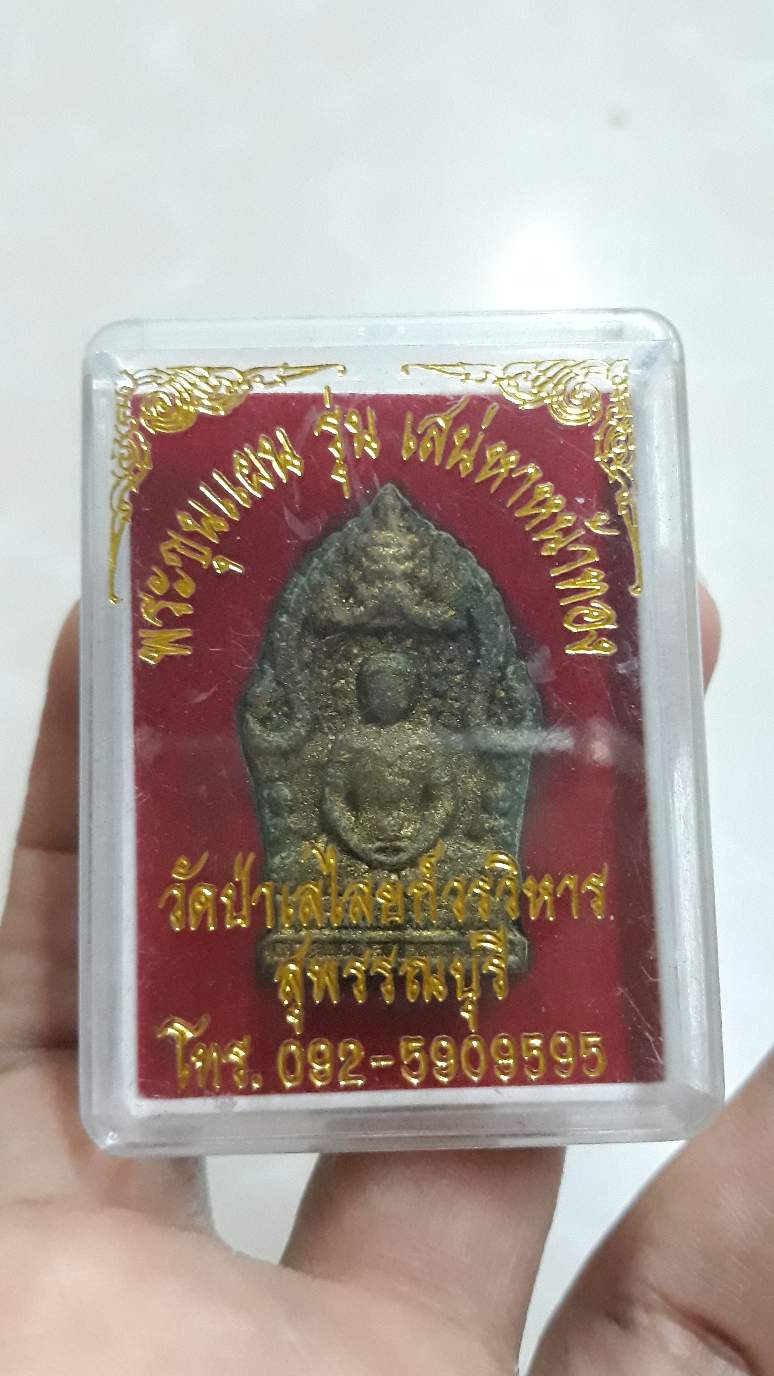 พระขุนแผน รุ่น เสน่หาหน้าทอง
วัดป่าเลไลยก์วรวิหาร
สุพรรณบุรี
โทร. 092-5909595